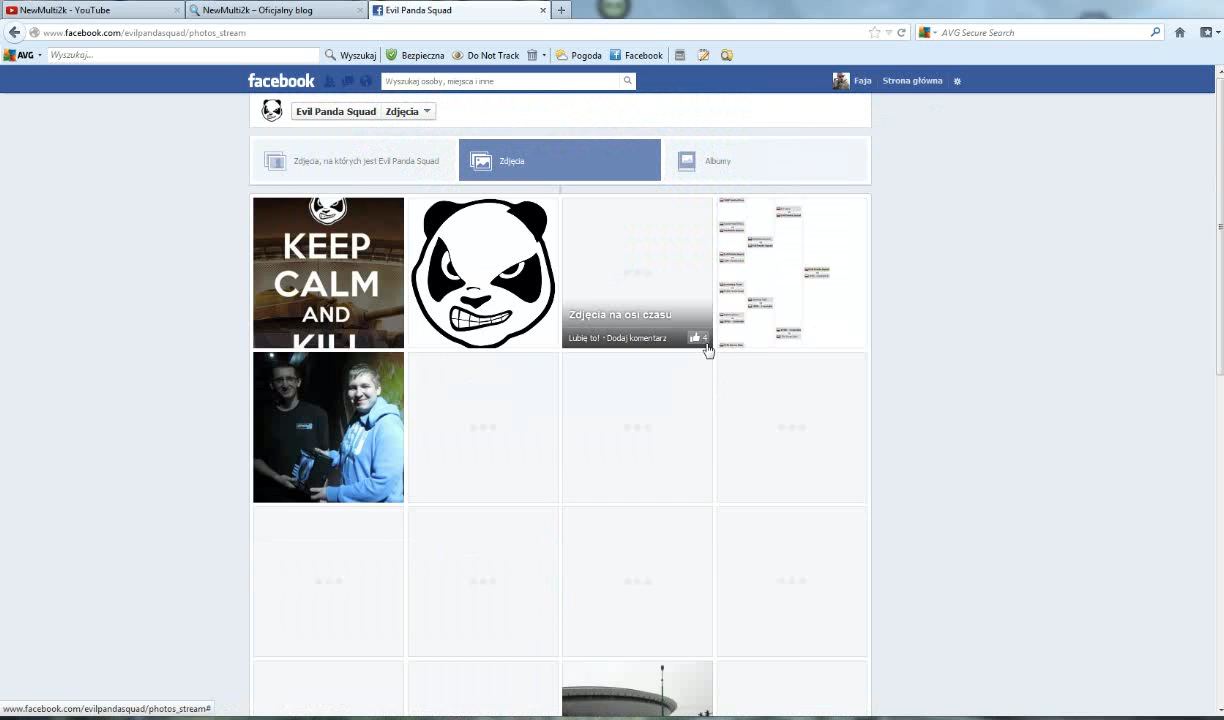 NewMulti2k - YouTube
NewMulti2k – Oficjalny blog
Evil Panda Squad
www.facebook.com/evilpandasquad/photos_stream
AVG Secure Search
AVG
Wyszukaj...
Wyszukaj
Bezpieczna
Do Not Track
Pogoda
Facebook
facebook
Wyszukaj osoby, miejsca i inne
Faja
Strona główna
Evil Panda Squad
Zdjęcia
Zdjęcia, na których jest Evil Panda Squad
Zdjęcia
Albumy
KEEP
CALM
AND
KILL
Zdjęcia na osi czasu
Lubię to! · Dodaj komentarz
4
www.facebook.com/evilpandasquad/photos_stream#